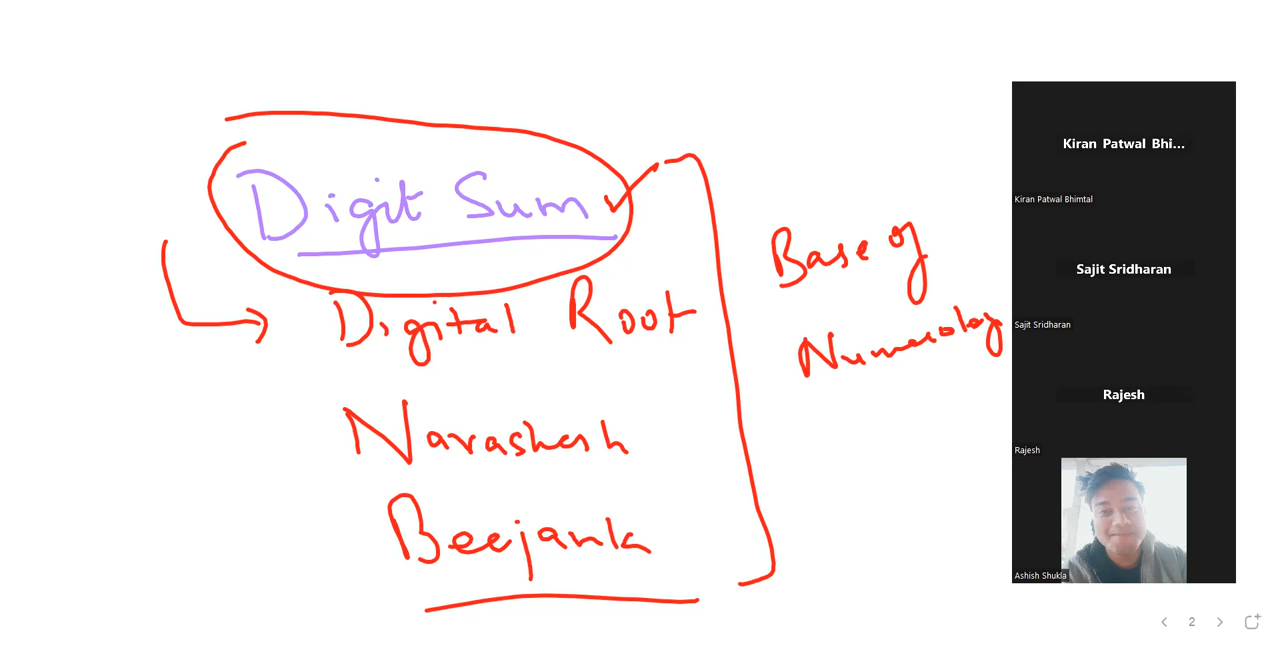 Digit Sum
Digital Root
Navashesh
Beejank
Base of
Numerology
Kiran Patwal Bhi...
Kiran Patwal Bhimtal
Sajit Sridharan
Sajit Sridharan
Rajesh
Rajesh
Ashish Shukla
2